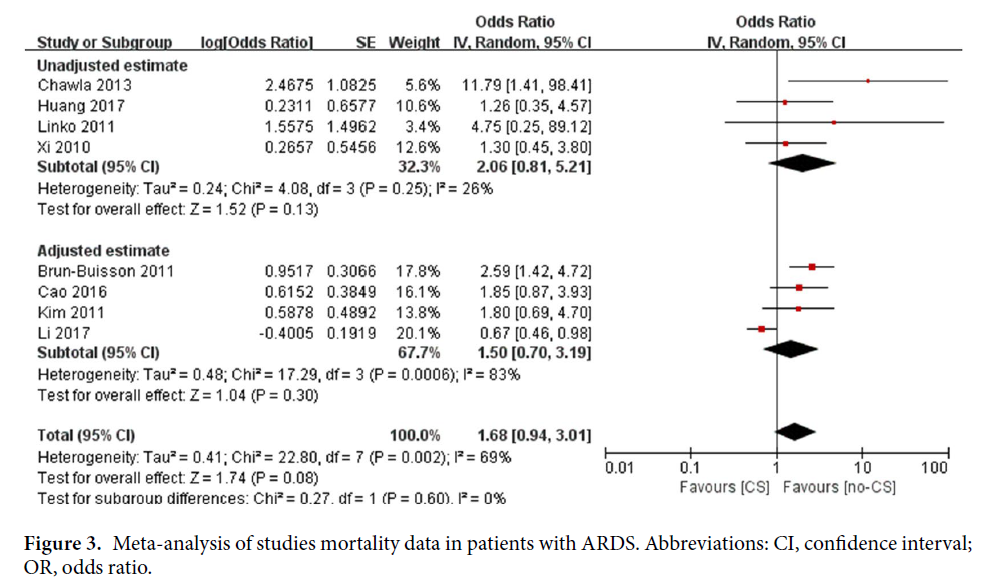 Odds Ratio Odds Ratio
Study or Subgroup log[Odds Ratio] SE Weight IV, Random, 95% CI IV, Random, 95% CI
Unadjusted estimate
Chawla 2013 2.4675 1.0825 5.6% 11.79 [1.41, 98.41]
Huang 2017 0.2311 0.6577 10.6% 1.26 [0.35, 4.57]
Linko 2011 1.5575 1.4962 3.4% 4.75 [0.25, 89.12]
Xi 2010 0.2657 0.5456 12.6% 1.30 [0.45, 3.80]
Subtotal (95% CI) 32.3% 2.06 [0.81, 5.21]
Heterogeneity: Tau² = 0.24; Chi² = 4.08, df = 3 (P = 0.25); I² = 26%
Test for overall effect: Z = 1.52 (P = 0.13)
Adjusted estimate
Brun-Buisson 2011 0.9517 0.3066 17.8% 2.59 [1.42, 4.72]
Cao 2016 0.6152 0.3849 16.1% 1.85 [0.87, 3.93]
Kim 2011 0.5878 0.4892 13.8% 1.80 [0.69, 4.70]
Li 2017 -0.4005 0.1919 20.1% 0.67 [0.46, 0.98]
Subtotal (95% CI) 67.7% 1.50 [0.70, 3.19]
Heterogeneity: Tau² = 0.48; Chi² = 17.29, df = 3 (P = 0.0006); I² = 83%
Test for overall effect: Z = 1.04 (P = 0.30)
Total (95% CI) 100.0% 1.68 [0.94, 3.01]
Heterogeneity: Tau² = 0.41; Chi² = 22.80, df = 7 (P = 0.002); I² = 69%
Test for overall effect: Z = 1.74 (P = 0.08)
Test for subgroup differences: Chi² = 0.27. df = 1 (P = 0.60). I² = 0%
0.01 0.1 1 10 100
Favours [CS] Favours [no-CS]
Figure 3. Meta-analysis of studies mortality data in patients with ARDS. Abbreviations: CI, confidence interval;
OR, odds ratio.